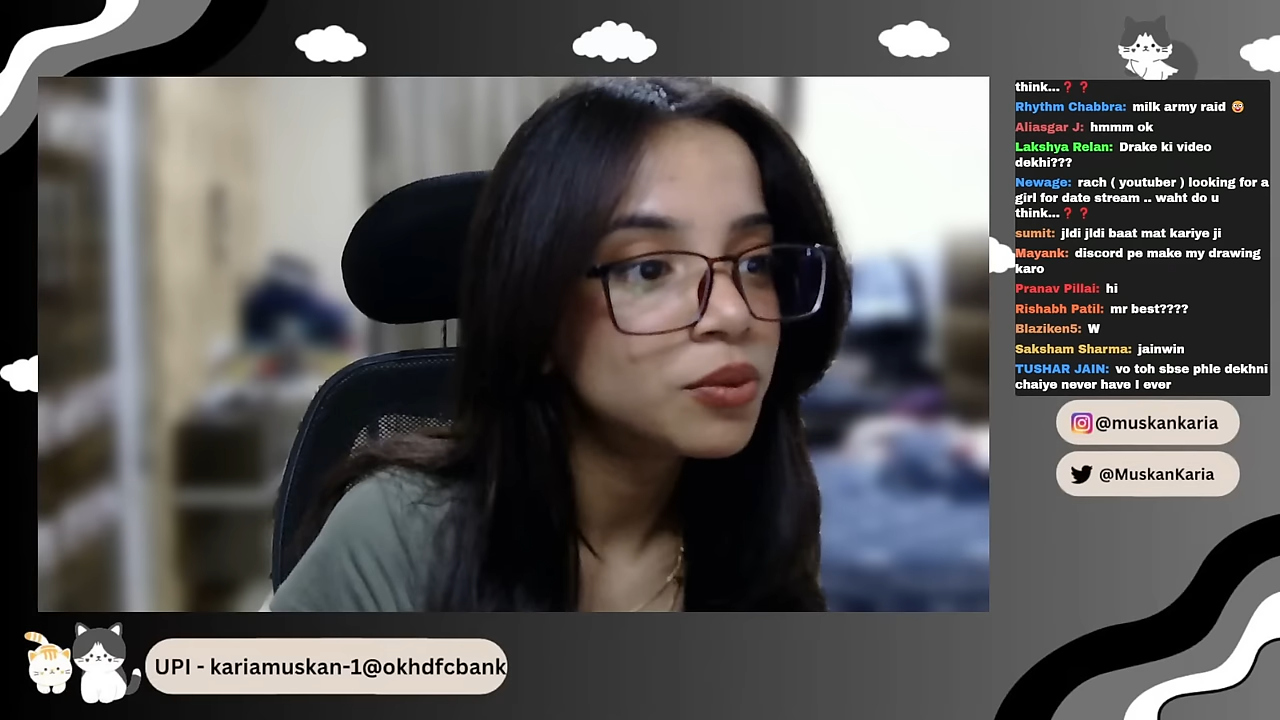 think...❓❓
Rhythm Chabbra: milk army raid
Aliasgar J: hmmm ok
Lakshya Relan: Drake ki video
dekhi???
Newage: rach ( youtuber ) looking for a
girl for date stream .. waht do u
think...❓❓
sumit: jldi jldi baat mat kariye ji
Mayank: discord pe make my drawing
karo
Pranav Pillai: hi
Rishabh Patil: mr best????
Blaziken5: W
Saksham Sharma: jainwin
TUSHAR JAIN: vo toh sbse phle dekhni
chaiye never have I ever
@muskankaria
@MuskanKaria
UPI - kariamuskan-1@okhdfcbank